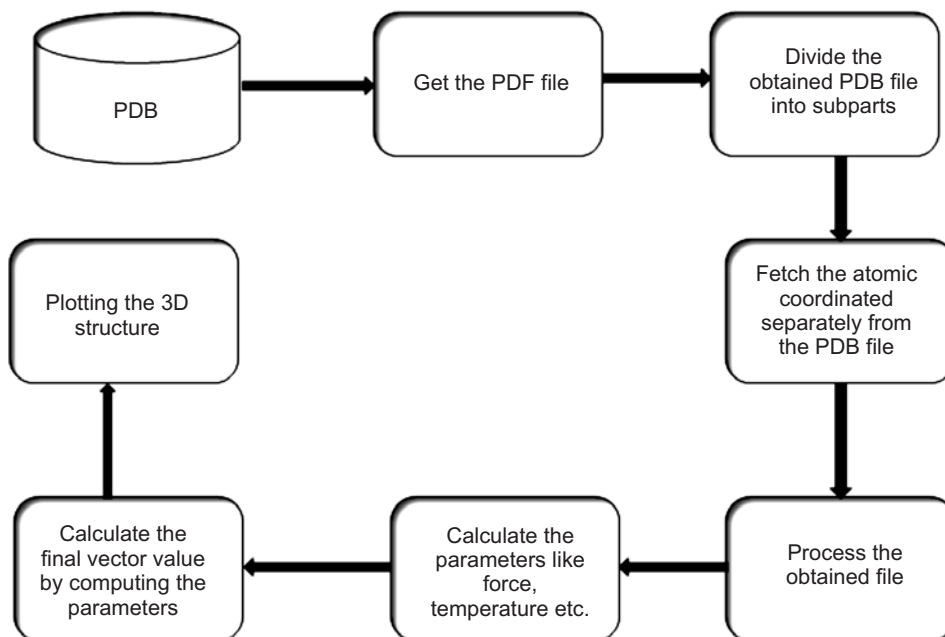 PDB
Get the PDF file
Divide the
obtained PDB file
into subparts
Fetch the atomic
coordinated
separately from
the PDB file
Process the
obtained file
Calculate the
parameters like
force,
temperature etc.
Calculate the
final vector value
by computing the
parameters
Plotting the 3D
structure